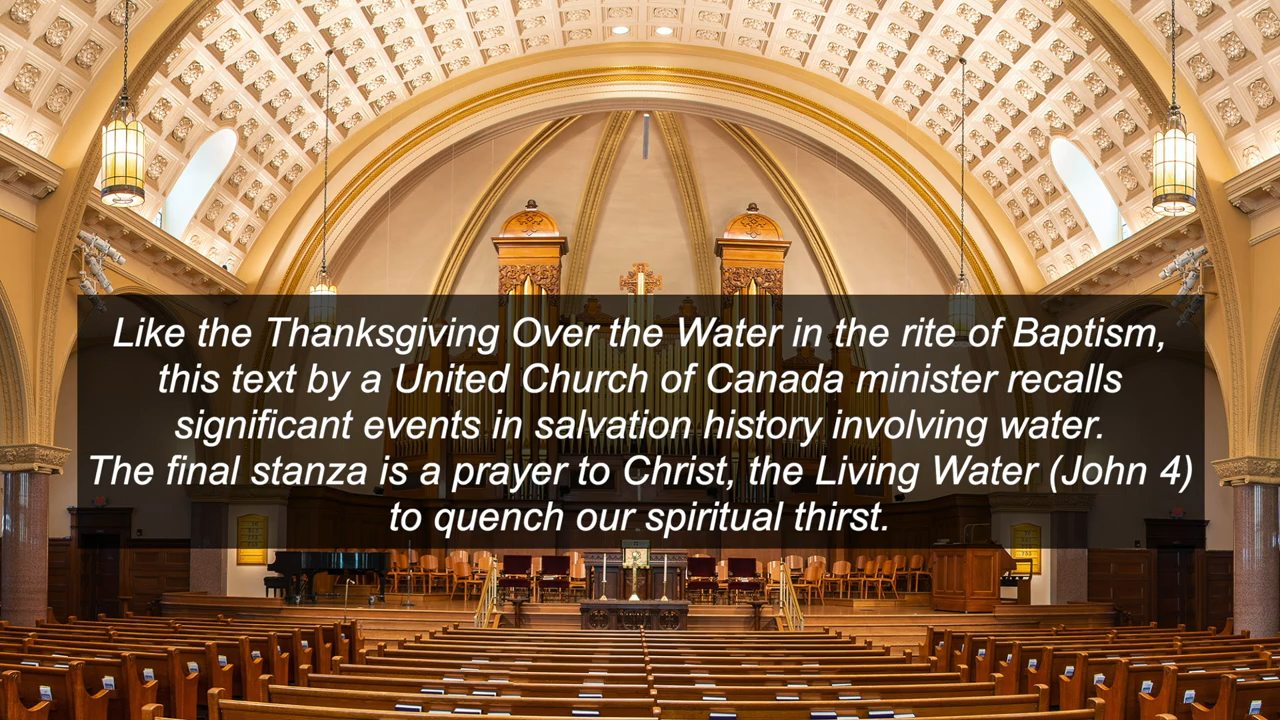 Like the Thanksgiving Over the Water in the rite of Baptism,
this text by a United Church of Canada minister recalls
significant events in salvation history involving water.
The final stanza is a prayer to Christ, the Living Water (John 4)
to quench our spiritual thirst.